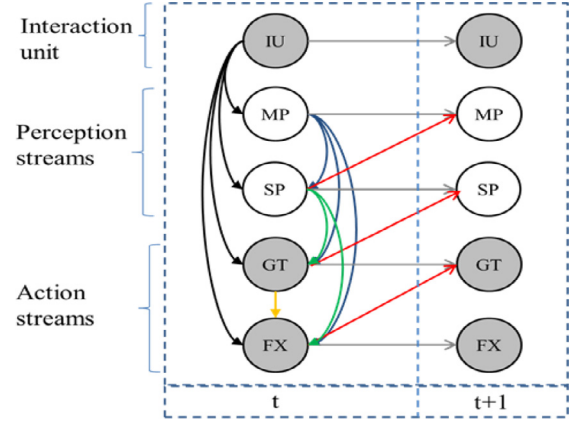 Interaction
unit
IU
IU
Perception
streams
MP
MP
SP
SP
Action
streams
GT
GT
FX
FX
t
t+1